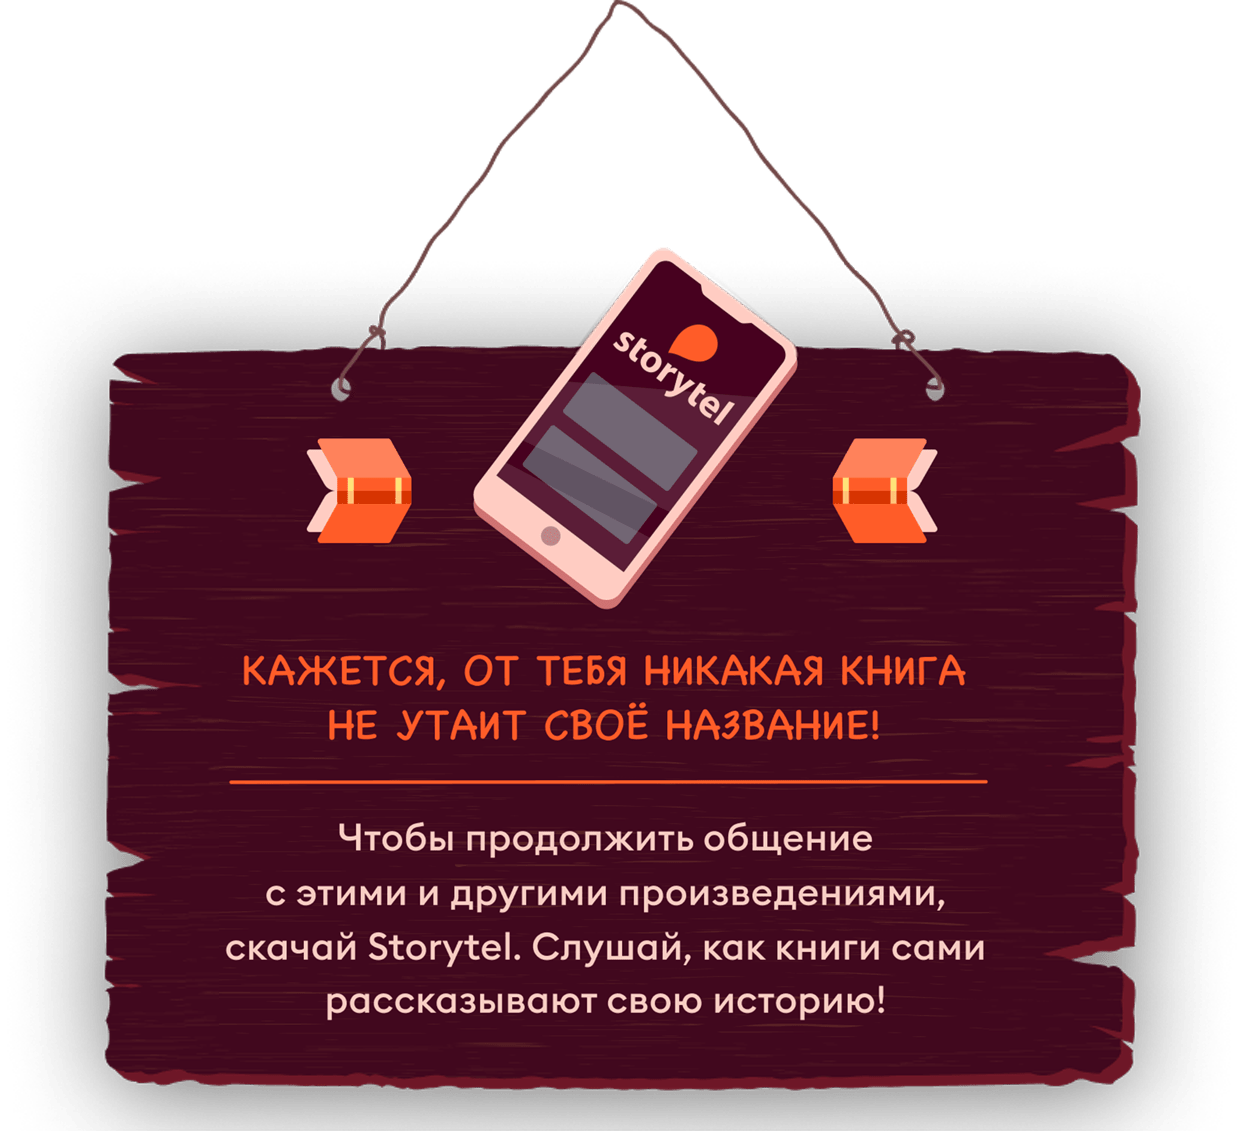 storytel
КАЖЕТСЯ, ОТ ТЕБЯ НИКАКАЯ КНИГА
НЕ УТАИТ СВОЁ НАЗВАНИЕ!
Чтобы продолжить общение
с этими и другими произведениями,
скачай Storytel. Слушай, как книги сами
рассказывают свою историю!